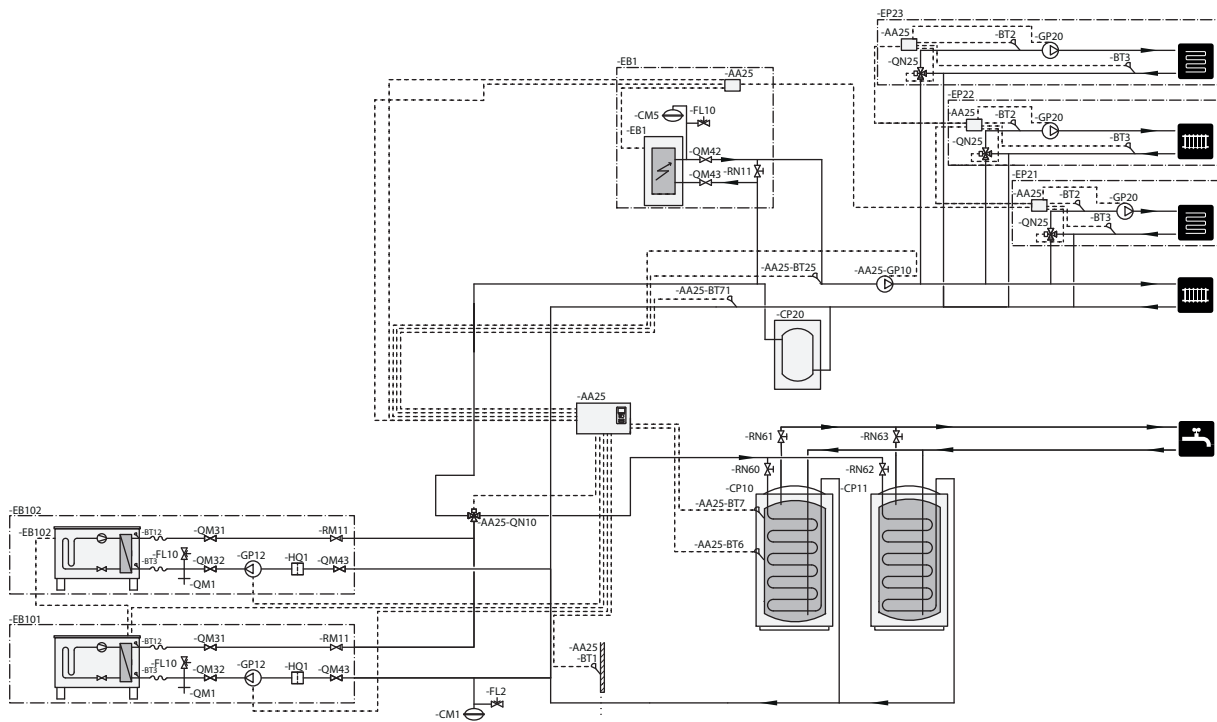 -EP23
-AA25
-BT2
-GP20
-QN25
-BT3
-EP22
-AA25
-BT2
-GP20
-QN25
-BT3
-EP21
-AA25
-BT2
-GP20
-QN25
-BT3
-EB1
-AA25
-CM5
-FL10
-EB1
-QM42
-QM43
-RN11
-AA25-BT25
-AA25-GP10
-AA25-BT71
-CP20
-AA25
-RN61
-RN63
-RN60
-RN62
-CP10
-CP11
-AA25-BT7
-AA25-BT6
-AA25-QN10
-EB102
-EB102
-BT12
-QM31
-RM11
-FL10
-BT3
-QM32
-GP12
-HQ1
-QM43
-QM1
-EB101
-BT12
-QM31
-RM11
-FL10
-BT3
-QM32
-GP12
-HQ1
-QM43
-QM1
-AA25
-BT1
-FL2
-CM1